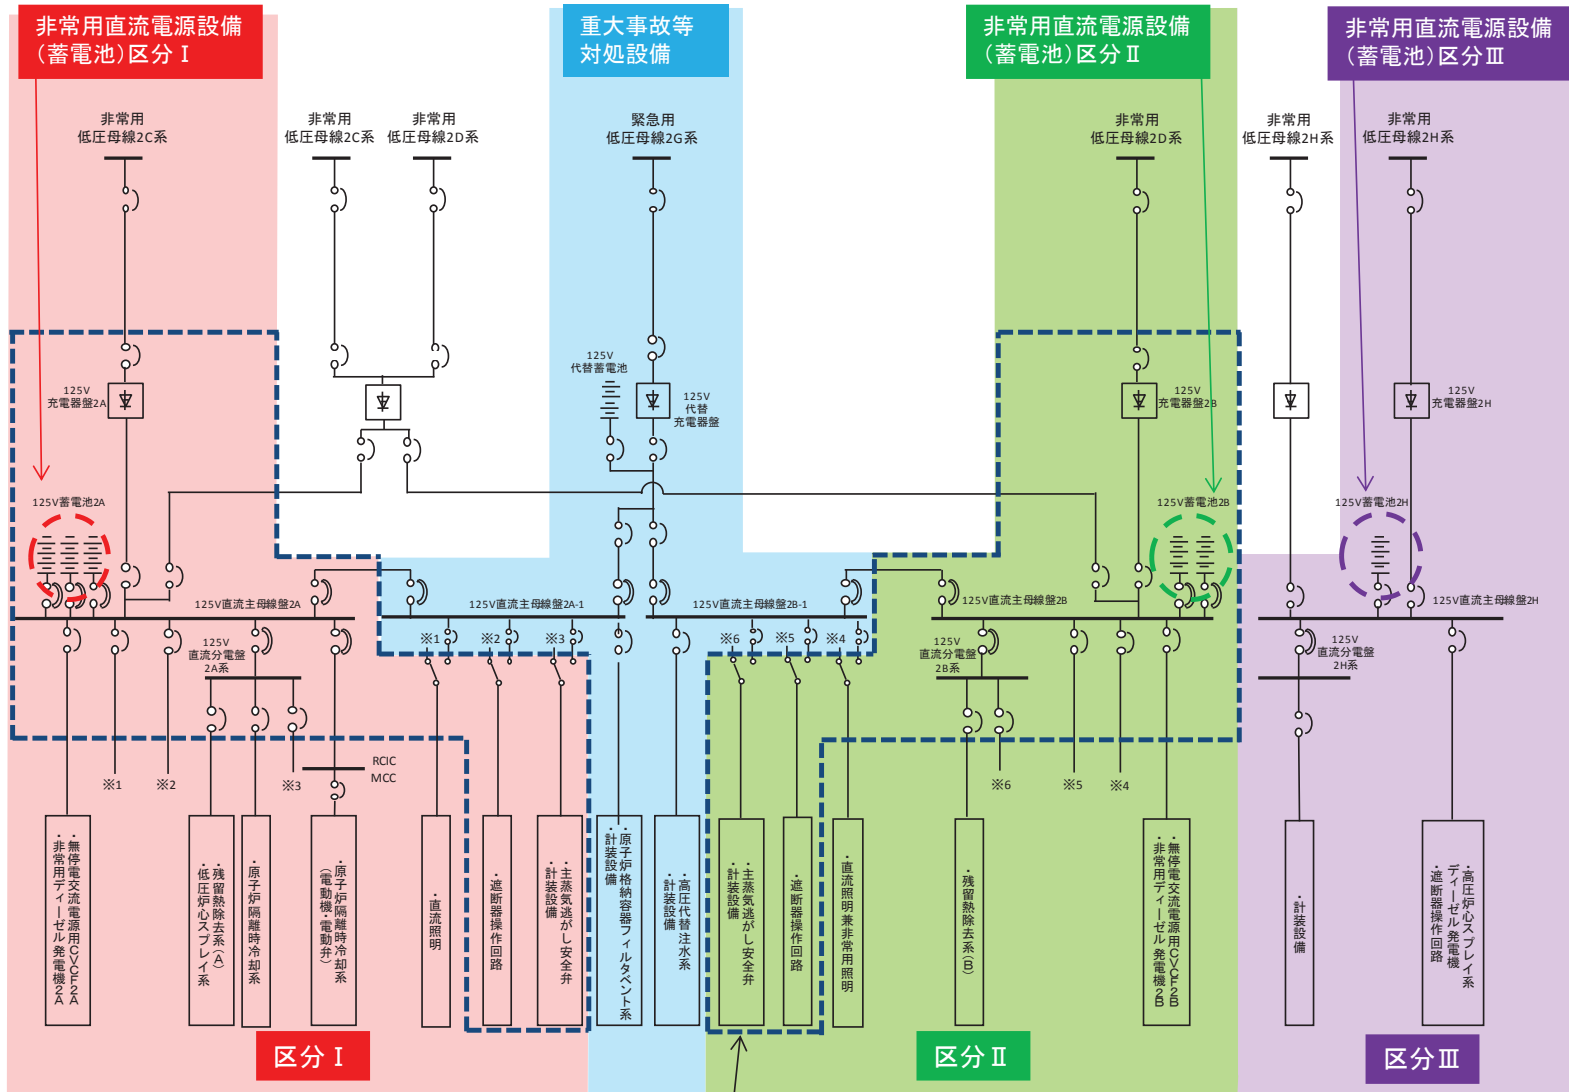 非常用直流電源設備
(蓄電池)区分Ⅰ
重大事故等
対処設備
非常用直流電源設備
(蓄電池)区分Ⅱ
非常用直流電源設備
(蓄電池)区分Ⅲ
非常用
低圧母線2C系
非常用
低圧母線2C系
非常用
低圧母線2D系
緊急用
低圧母線2G系
非常用
低圧母線2D系
非常用
低圧母線2H系
非常用
低圧母線2H系
125V
充電器盤2A
125V
代替蓄電池
125V
代替
充電器盤
125V
充電器盤2B
125V
充電器盤2H
125V蓄電池2A
125V蓄電池2B
125V蓄電池2H
125V直流主母線盤2A
125V直流主母線盤2A-1
125V直流主母線盤2B-1
125V直流主母線盤2B
125V直流主母線盤2H
125V
直流分電盤
2A系
※1
※2
※3
※6
※5
※4
125V
直流分電盤
2B系
125V
直流分電盤
2H系
※1
※2
※3
RCIC
MCC
※6
※5
※4
・無停電交流電源用CVCF2A
・非常用ディーゼル発電機2A
・残留熱除去系(A)
・低圧炉心スプレイ系
・原子炉隔離時冷却系
・原子炉隔離時冷却系
(電動機・電動弁)
・直流照明
・遮断器操作回路
・主蒸気逃がし安全弁
・計装設備
・原子炉格納容器フィルタベント系
・計装設備
・高圧代替注水系
・計装設備
・主蒸気逃がし安全弁
・計装設備
・遮断器操作回路
・直流照明兼非常用照明
・残留熱除去系(B)
・無停電交流電源用CVCF2B
・非常用ディーゼル発電機2B
・計装設備
・高圧炉心スプレイ系
ディーゼル発電機
・遮断器操作回路
区分Ⅰ
区分Ⅱ
区分Ⅲ